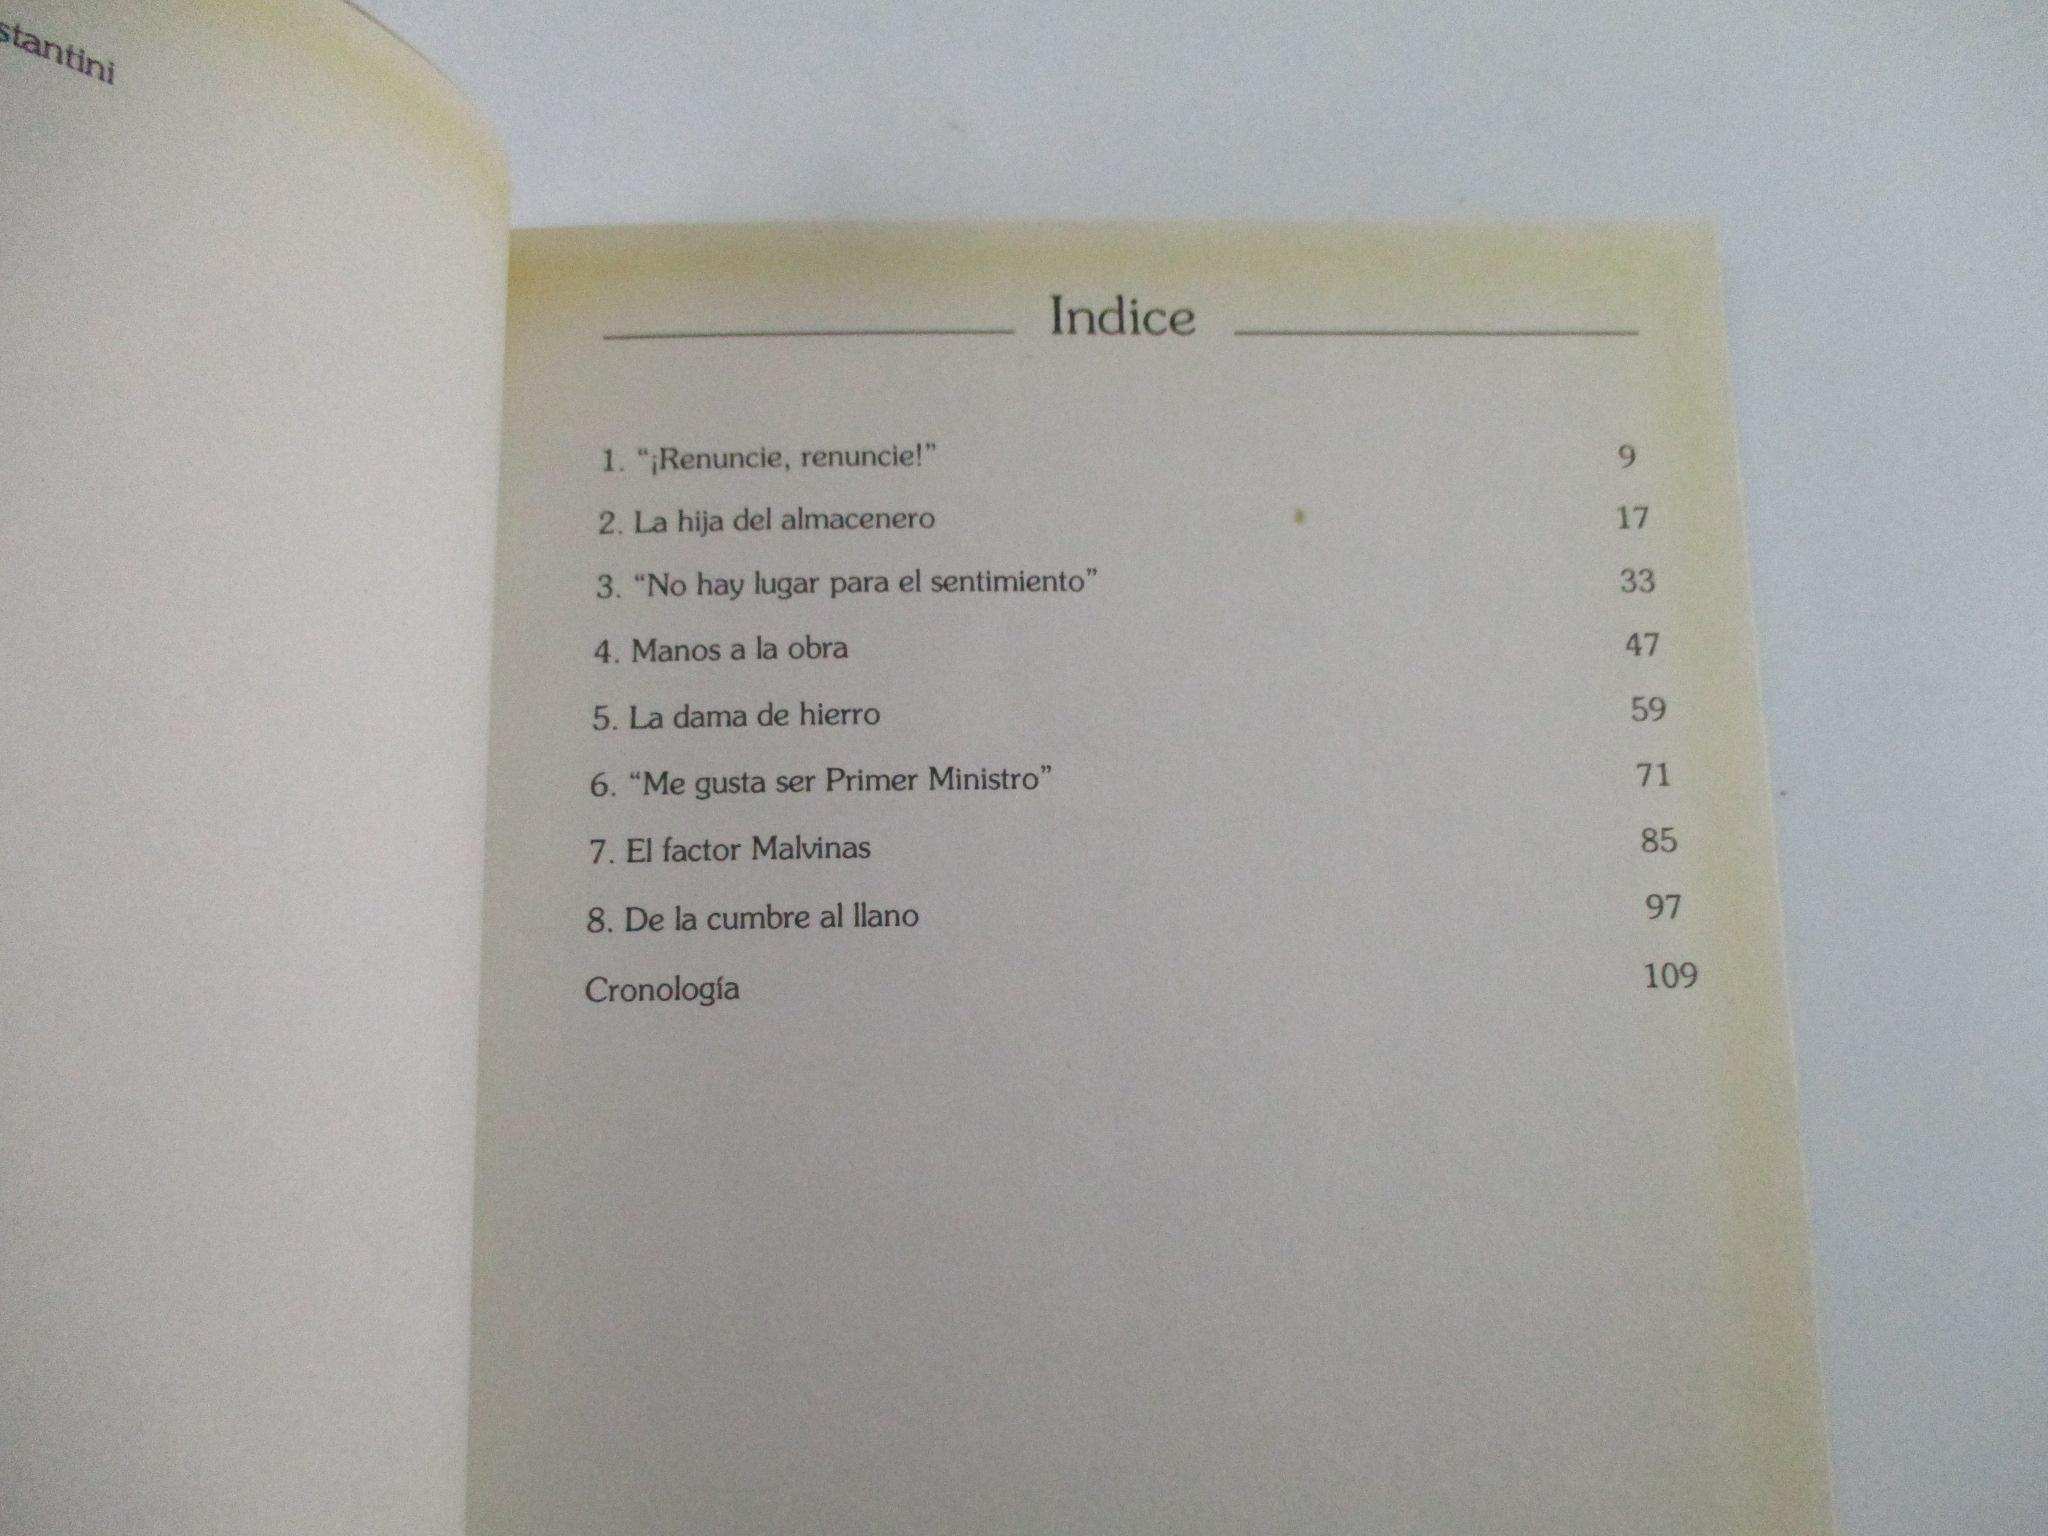 stantini
Indice
1. “¡Renuncie, renuncie!” 9
2. La hija del almacenero 17
3. “No hay lugar para el sentimiento” 33
4. Manos a la obra 47
5. La dama de hierro 59
6. “Me gusta ser Primer Ministro” 71
7. El factor Malvinas 85
8. De la cumbre al llano 97
Cronología 109